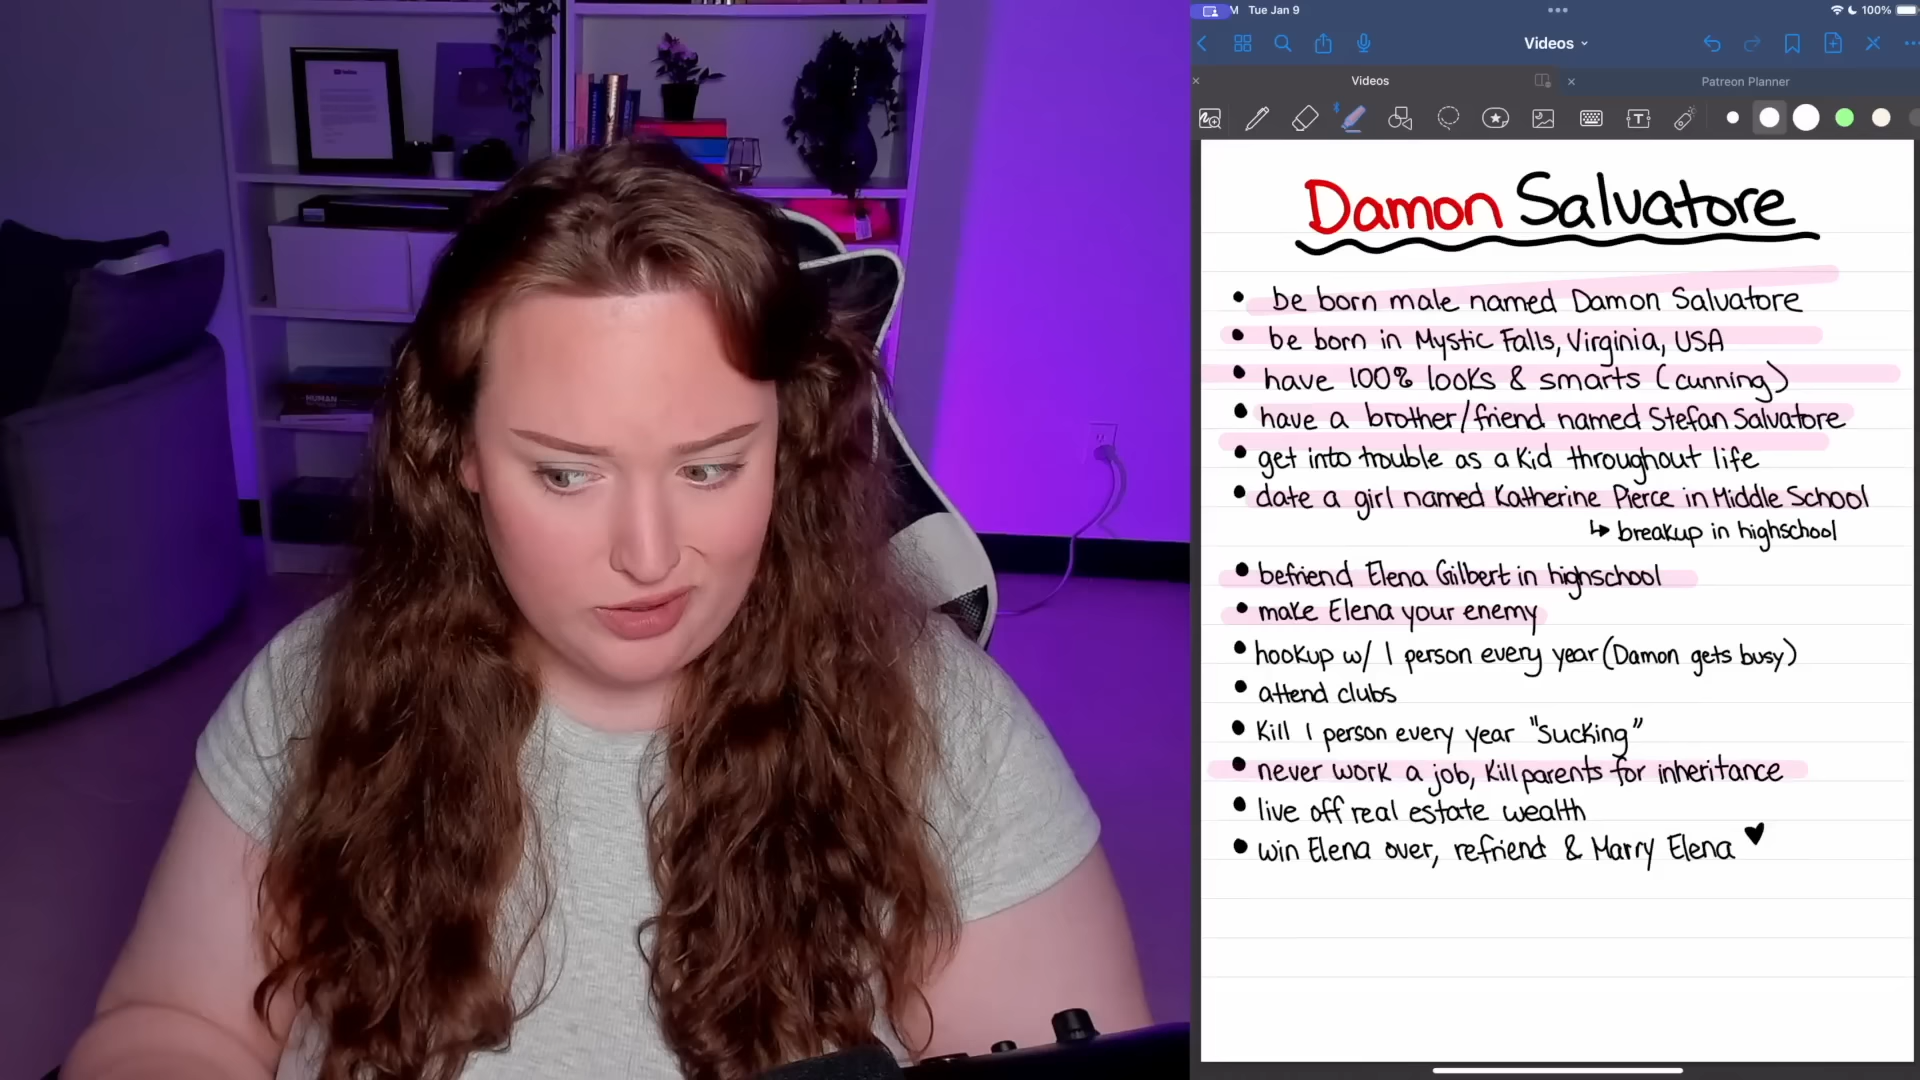 M Tue Jan 9
100%
Videos
Videos
Patreon Planner
T
Damon Salvatore
• be born male named Damon Salvatore
• be born in Mystic Falls, Virginia, USA
• have 100% looks & smarts (cunning)
• have a brother/friend named Stefan Salvatore
• get into trouble as a kid throughout life
• date a girl named Katherine Pierce in Middle School
↳ breakup in highschool
• befriend Elena Gilbert in highschool
• make Elena your enemy
• hookup w/ 1 person every year (Damon gets busy)
• attend clubs
• Kill 1 person every year "sucking"
• never work a job, Kill parents for inheritance
• live off real estate wealth
• win Elena over, refriend & Marry Elena ♥
HUMAN